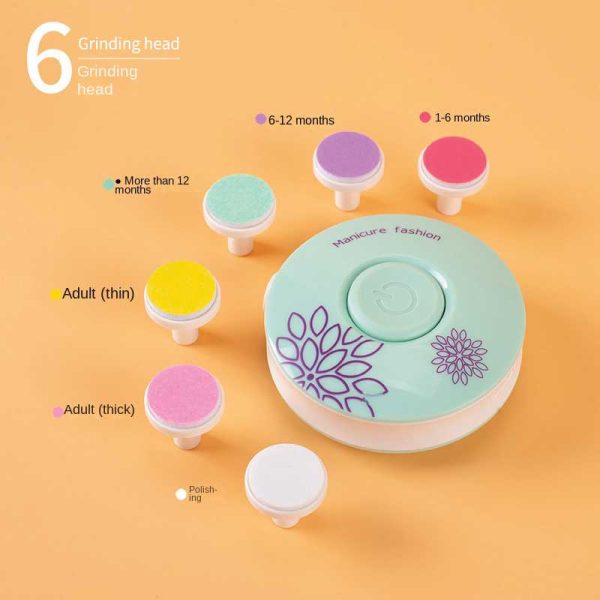 6
Grinding head
Grinding
head
6-12 months
1-6 months
● More than 12
months
Manicure fashion
Adult (thin)
Adult (thick)
Polish-
ing